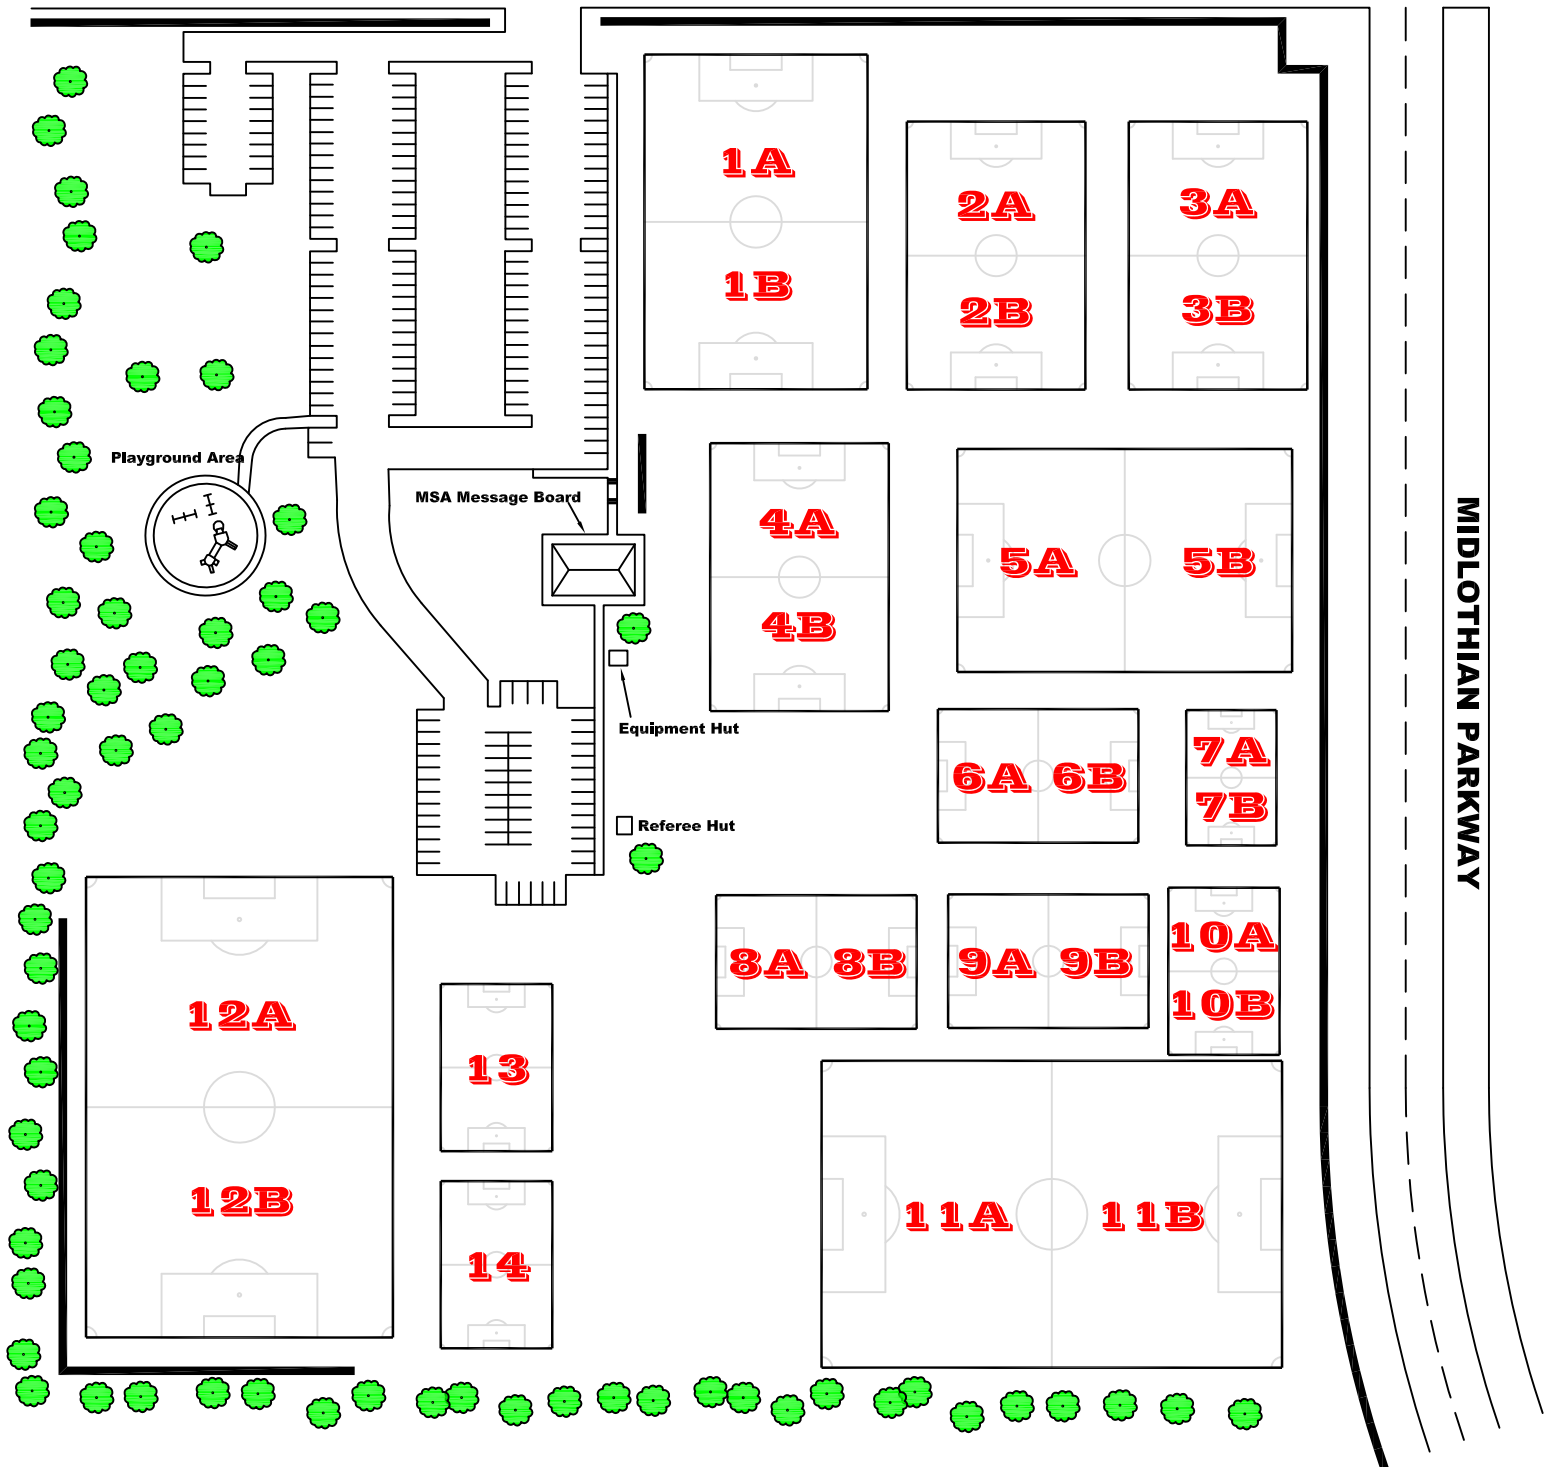 1A
2A
3A
1B
2B
3B
Playground Area
MSA Message Board
4A
5A
5B
4B
MIDLOTHIAN PARKWAY
Equipment Hut
6A
6B
7A
7B
Referee Hut
8A
8B
9A
9B
10A
10B
12A
13
12B
11A
11B
14